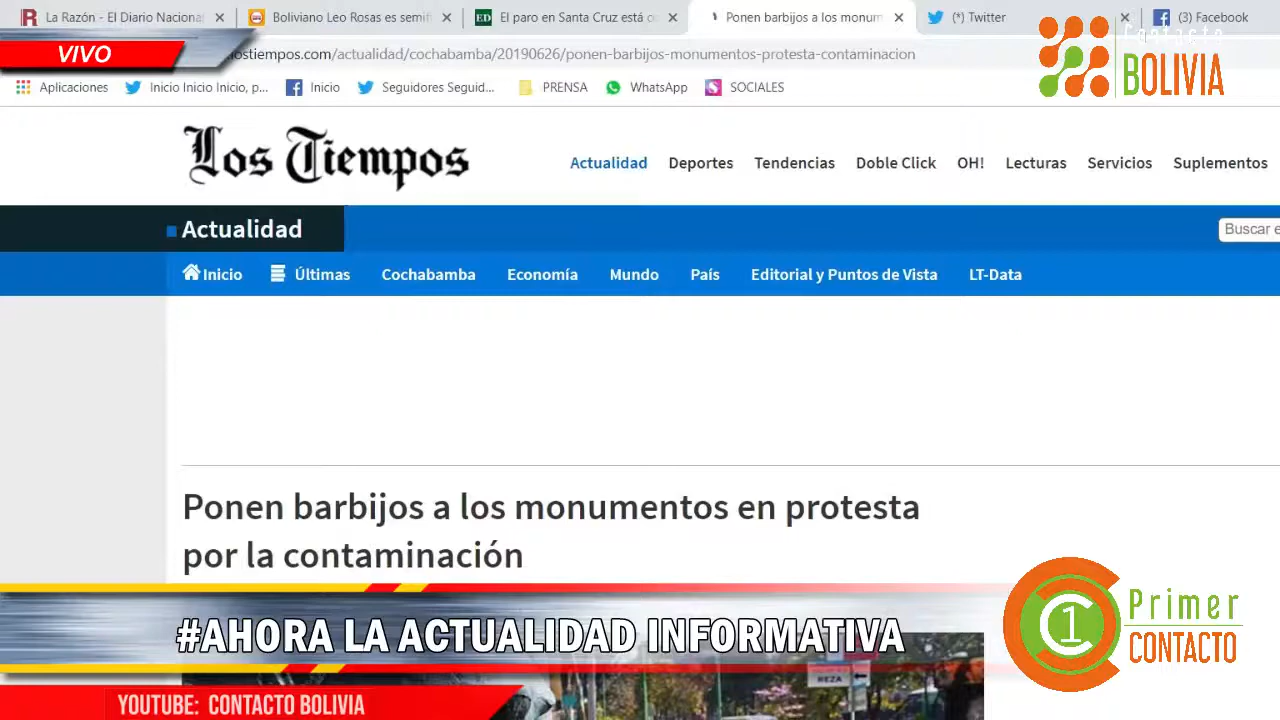 La Razón - El Diario Naciona
Boliviano Leo Rosas es semifi
El paro en Santa Cruz está o
Ponen barbijos a los monum
(*) Twitter
(3) Facebook
VIVO
ostiempos.com/actualidad/cochabamba/20190626/ponen-barbijos-monumentos-protesta-contaminacion
Contacto
BOLIVIA
Aplicaciones
Inicio Inicio Inicio, p...
Inicio
Seguidores Seguid...
PRENSA
WhatsApp
SOCIALES
Los Tiempos
Actualidad Deportes Tendencias Doble Click OH! Lecturas Servicios Suplementos
Actualidad
Buscar e
Inicio Últimas Cochabamba Economía Mundo País Editorial y Puntos de Vista LT-Data
Ponen barbijos a los monumentos en protesta
por la contaminación
#AHORA LA ACTUALIDAD INFORMATIVA
C1
Primer
CONTACTO
REZA
YOUTUBE: CONTACTO BOLIVIA